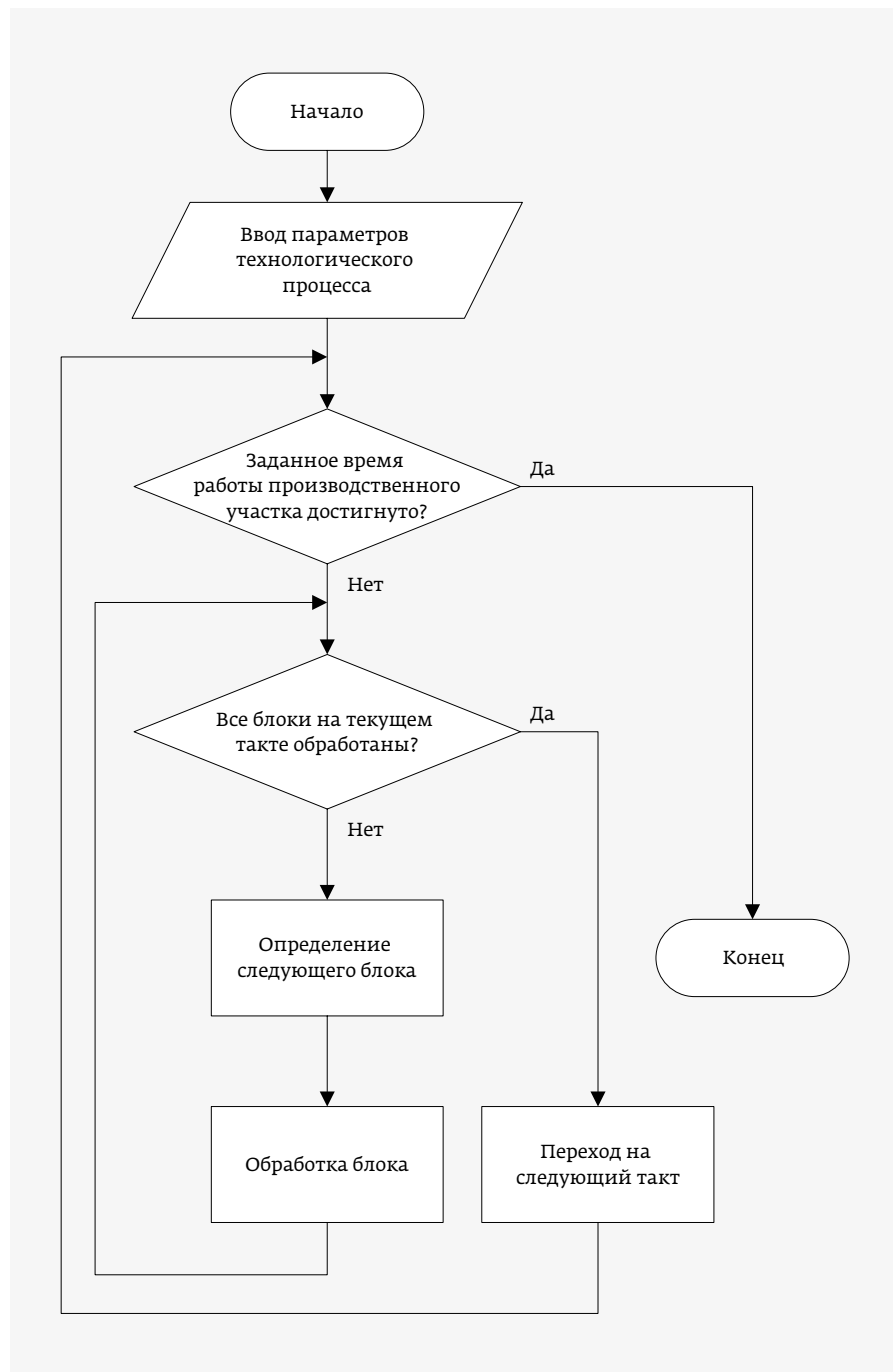 Начало
Ввод параметров
технологического
процесса
Заданное время
работы производственного
участка достигнуто?
Да
Нет
Все блоки на текущем
такте обработаны?
Да
Нет
Определение
следующего блока
Конец
Обработка блока
Переход на
следующий такт